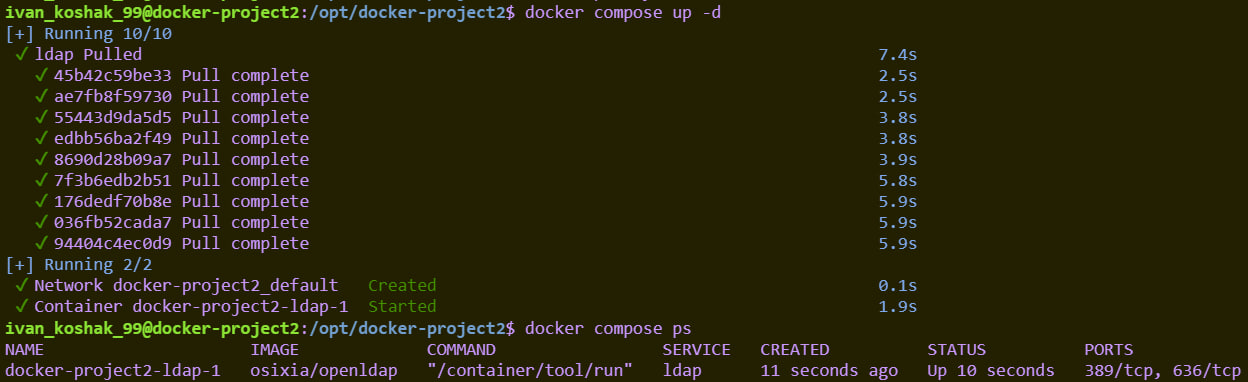 ivan_koshak_99@docker-project2:/opt/docker-project2$ docker compose up -d
[+] Running 10/10
✓ ldap Pulled 7.4s
✓ 45b42c59be33 Pull complete 2.5s
✓ ae7fb8f59730 Pull complete 2.5s
✓ 55443d9da5d5 Pull complete 3.8s
✓ edbb56ba2f49 Pull complete 3.8s
✓ 8690d28b09a7 Pull complete 3.9s
✓ 7f3b6edb2b51 Pull complete 5.8s
✓ 176dedf70b8e Pull complete 5.9s
✓ 036fb52cada7 Pull complete 5.9s
✓ 94404c4ec0d9 Pull complete 5.9s
[+] Running 2/2
✓ Network docker-project2_default Created 0.1s
✓ Container docker-project2-ldap-1 Started 1.9s
ivan_koshak_99@docker-project2:/opt/docker-project2$ docker compose ps
NAME IMAGE COMMAND SERVICE CREATED STATUS PORTS
docker-project2-ldap-1 osixia/openldap "/container/tool/run" ldap 11 seconds ago Up 10 seconds 389/tcp, 636/tcp